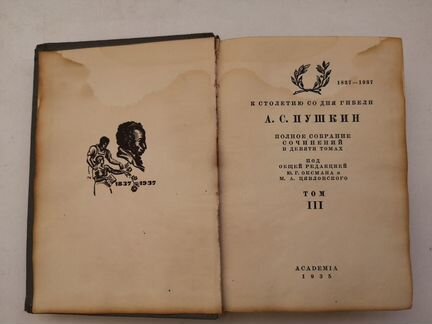 1837 1937
1837—1937
К СТОЛЕТИЮ СО ДНЯ ГИБЕЛИ
А. С. ПУШКИН
ПОЛНОЕ СОБРАНИЕ
СОЧИНЕНИЙ
В ДЕВЯТИ ТОМАХ
ПОД
ОБЩЕЙ РЕДАКЦИЕЙ
Ю. Г. ОКСМАНА и
М. А. ЦЯВЛОВСКОГО
ТОМ
III
ACADEMIA
1935